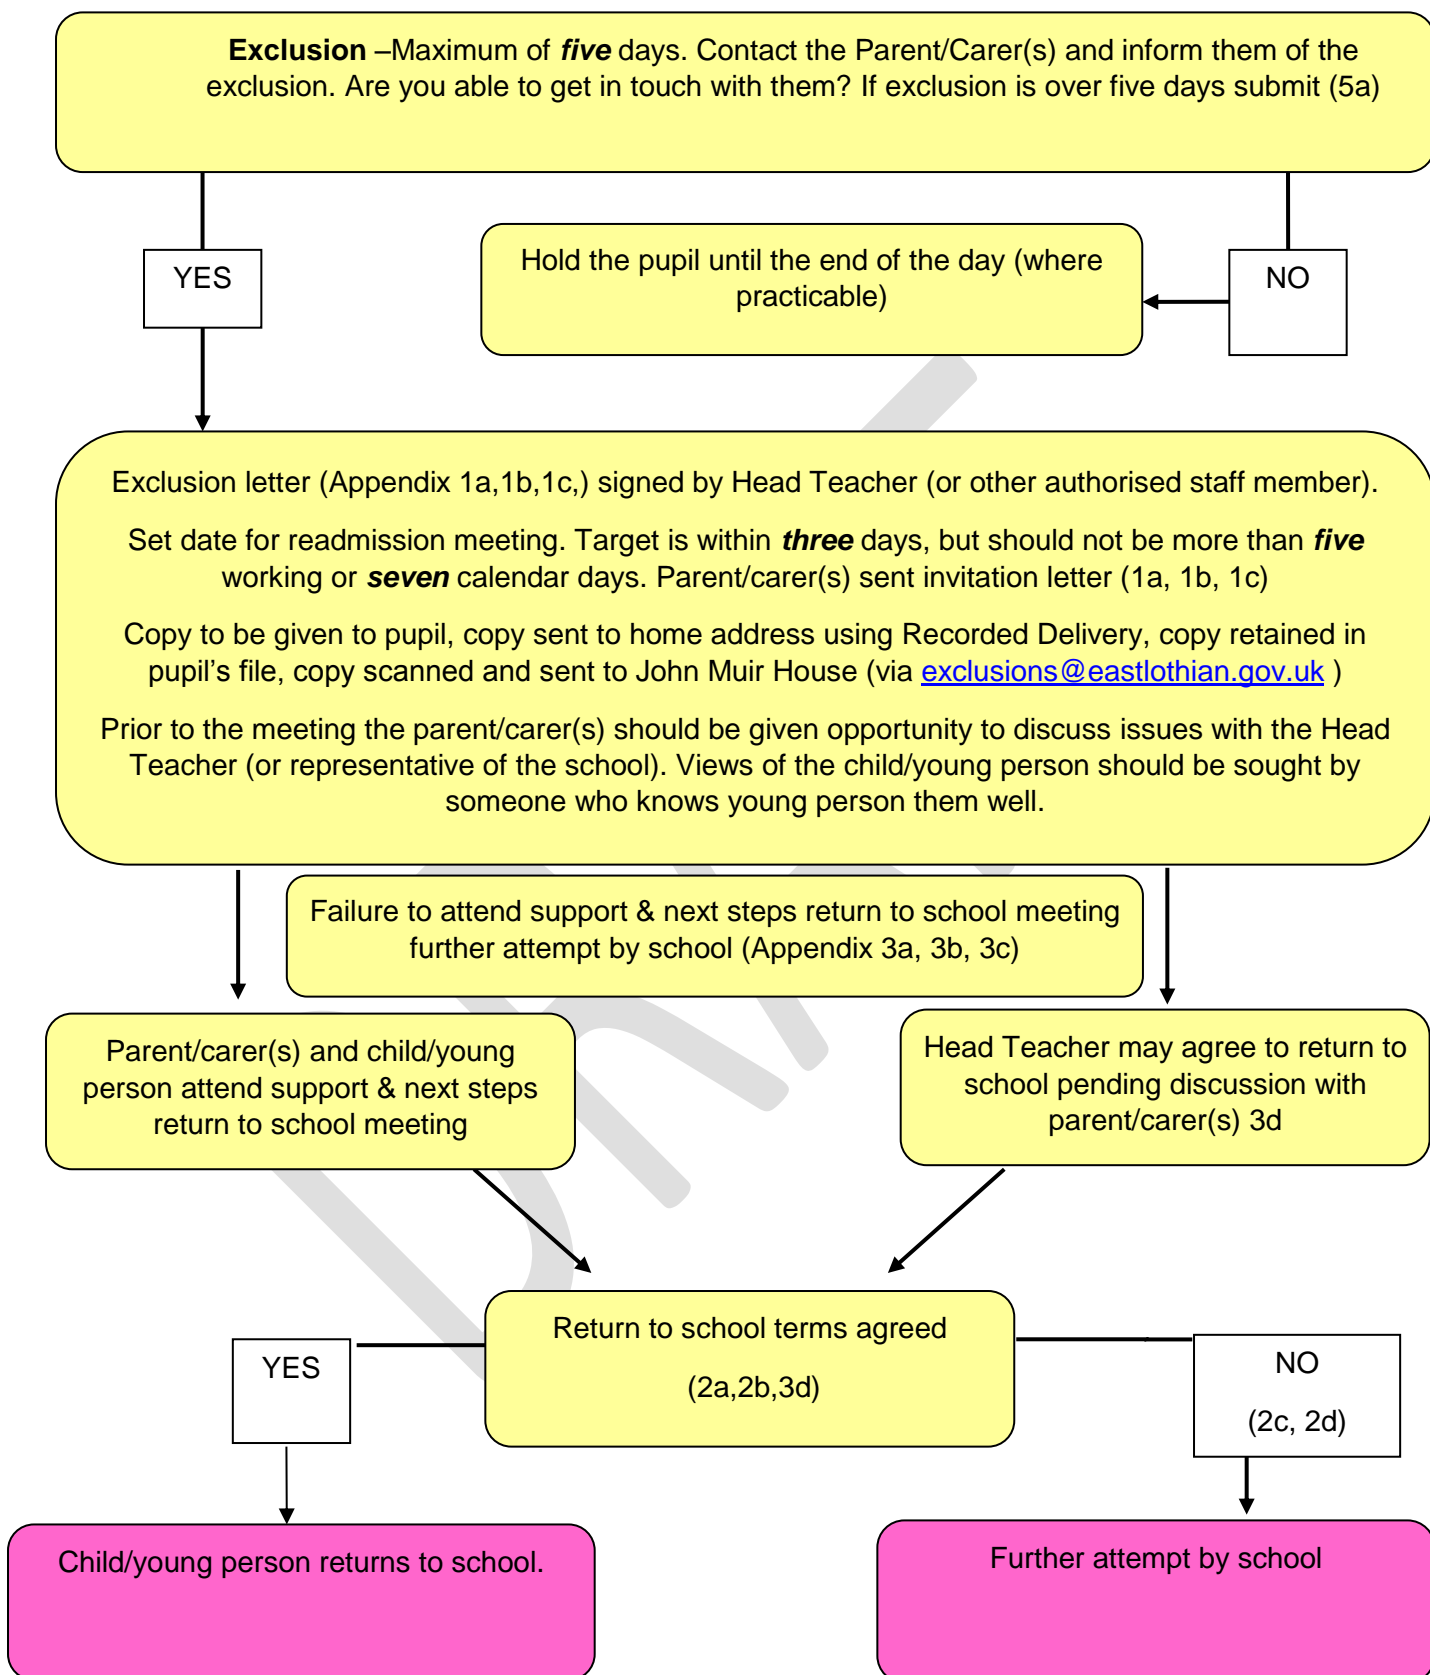 Exclusion –Maximum of five days. Contact the Parent/Carer(s) and inform them of the
exclusion. Are you able to get in touch with them? If exclusion is over five days submit (5a)
YES
Hold the pupil until the end of the day (where
practicable)
NO
Exclusion letter (Appendix 1a,1b,1c,) signed by Head Teacher (or other authorised staff member).
Set date for readmission meeting. Target is within three days, but should not be more than five
working or seven calendar days. Parent/carer(s) sent invitation letter (1a, 1b, 1c)
Copy to be given to pupil, copy sent to home address using Recorded Delivery, copy retained in
pupil’s file, copy scanned and sent to John Muir House (via exclusions@eastlothian.gov.uk )
Prior to the meeting the parent/carer(s) should be given opportunity to discuss issues with the Head
Teacher (or representative of the school). Views of the child/young person should be sought by
someone who knows young person them well.
Failure to attend support & next steps return to school meeting
further attempt by school (Appendix 3a, 3b, 3c)
Parent/carer(s) and child/young
person attend support & next steps
return to school meeting
Head Teacher may agree to return to
school pending discussion with
parent/carer(s) 3d
Return to school terms agreed
(2a,2b,3d)
YES
NO
(2c, 2d)
Child/young person returns to school.
Further attempt by school
DRAFT